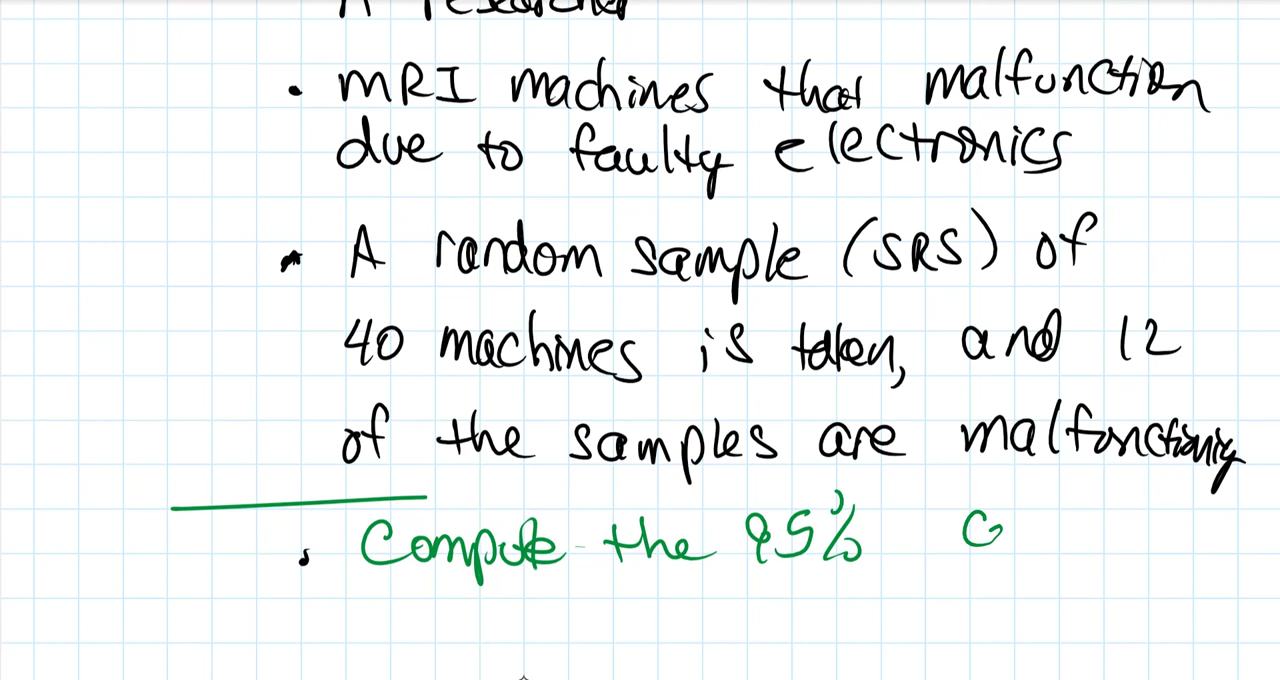 A researcher
• MRI machines that malfunction
due to faulty electronics
• A random sample (SRS) of
40 machines is taken, and 12
of the samples are malfunctioning
• Compute the 95% C